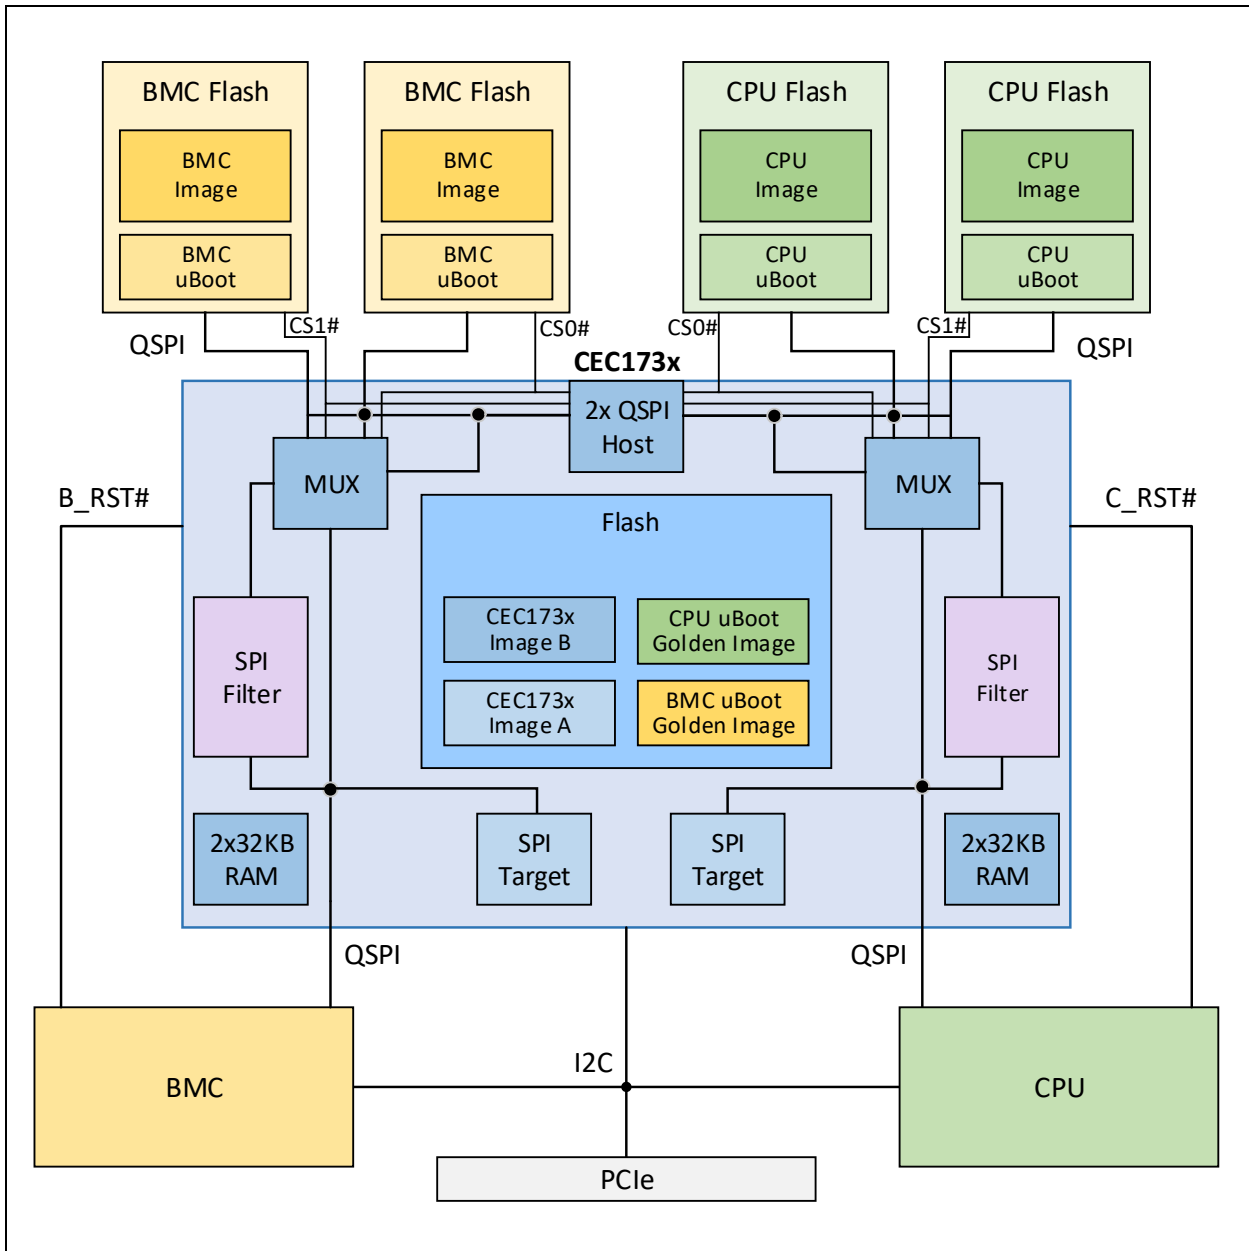 BMC Flash
BMC
Image
BMC
uBoot
BMC Flash
BMC
Image
BMC
uBoot
CPU Flash
CPU
Image
CPU
uBoot
CPU Flash
CPU
Image
CPU
uBoot
QSPI
CS1#
CS0#
CS0#
CS1#
QSPI
CEC173x
2x QSPI
Host
MUX
MUX
B_RST#
C_RST#
Flash
CEC173x
Image B
CPU uBoot
Golden Image
CEC173x
Image A
BMC uBoot
Golden Image
SPI
Filter
SPI
Filter
2x32KB
RAM
SPI
Target
SPI
Target
2x32KB
RAM
QSPI
QSPI
BMC
I2C
CPU
PCIe